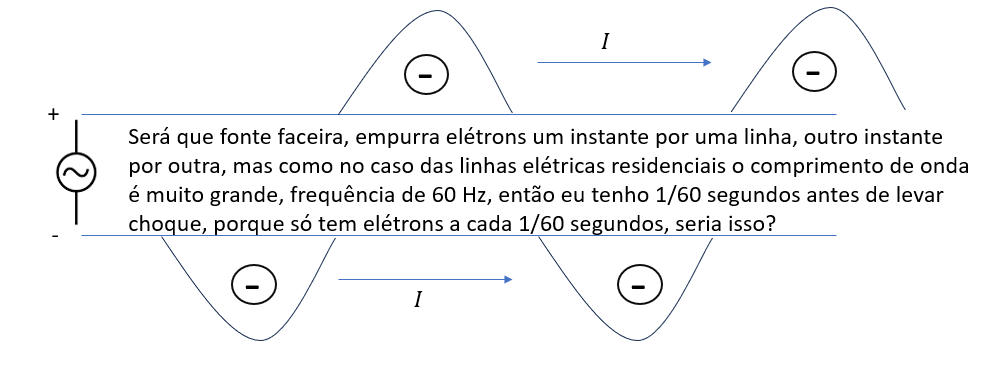 I
+
Será que fonte faceira, empurra elétrons um instante por uma linha, outro instante
por outra, mas como no caso das linhas elétricas residenciais o comprimento de onda
é muito grande, frequência de 60 Hz, então eu tenho 1/60 segundos antes de levar
choque, porque só tem elétrons a cada 1/60 segundos, seria isso?
-
I